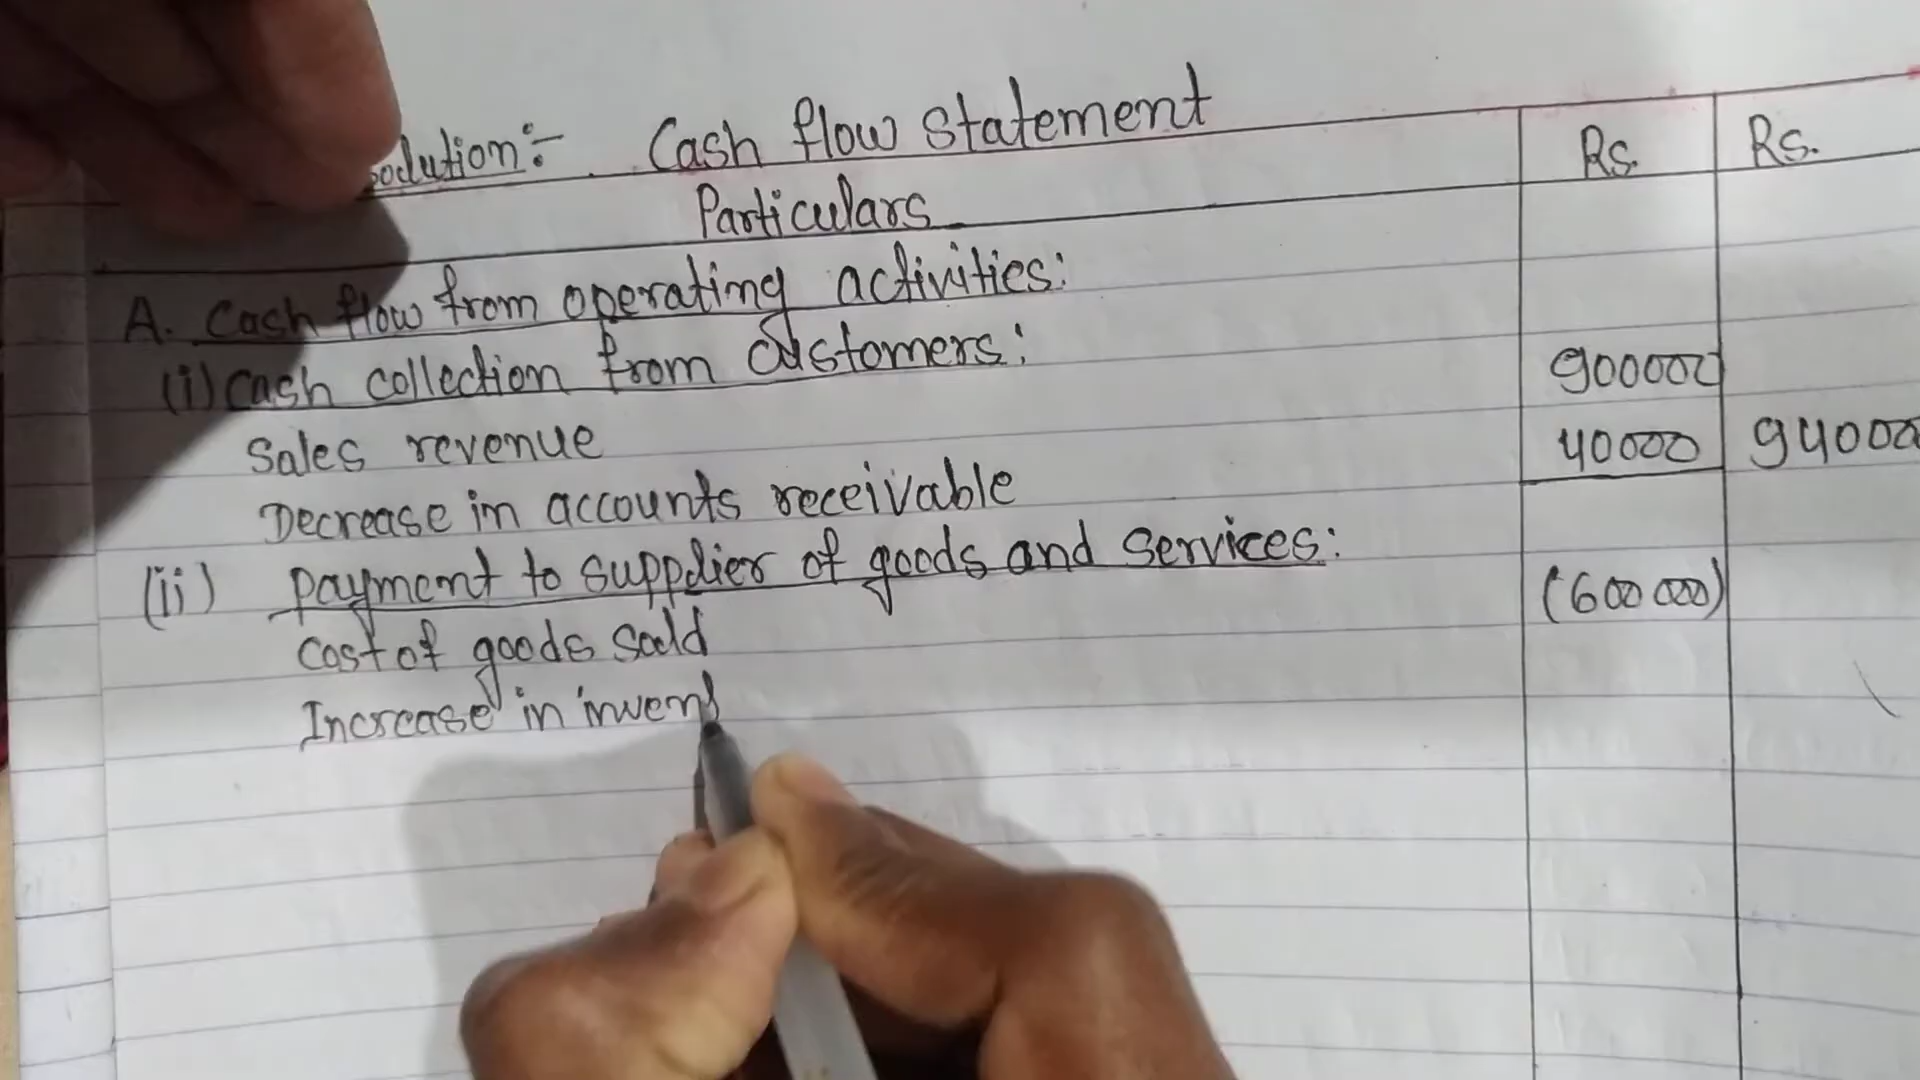 solution:- Cash flow statement Rs. Rs.
Particulars
A. Cash flow from operating activities:
(i) Cash collection from customers:
Sales revenue 900000
Decrease in accounts receivable 40000 94000
(ii) payment to supplier of goods and services:
Cost of goods sold (600000)
Increase in invent